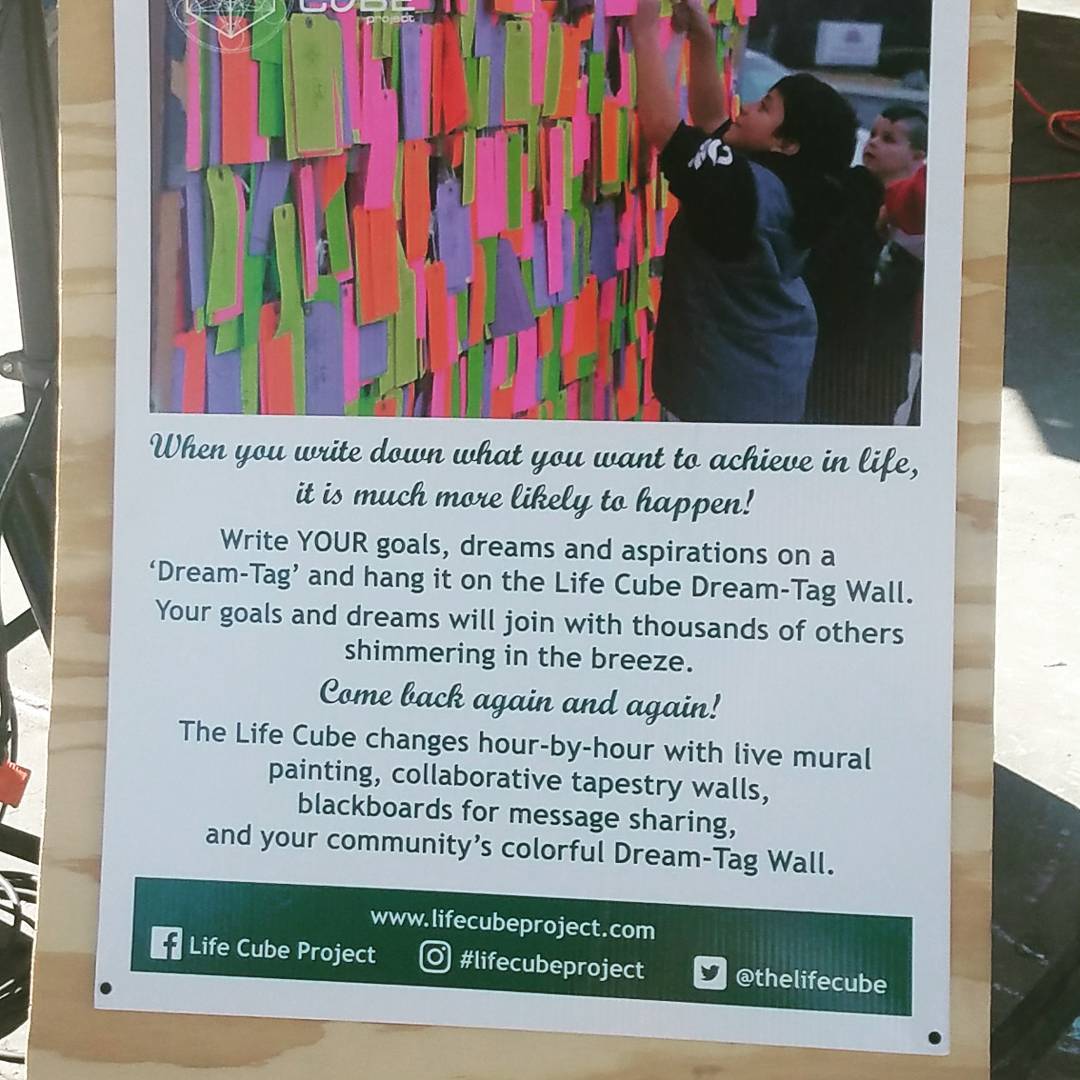 CUBE
project
When you write down what you want to achieve in life,
it is much more likely to happen!
Write YOUR goals, dreams and aspirations on a
‘Dream-Tag’ and hang it on the Life Cube Dream-Tag Wall.
Your goals and dreams will join with thousands of others
shimmering in the breeze.
Come back again and again!
The Life Cube changes hour-by-hour with live mural
painting, collaborative tapestry walls,
blackboards for message sharing,
and your community’s colorful Dream-Tag Wall.
www.lifecubeproject.com
f Life Cube Project #lifecubeproject @thelifecube